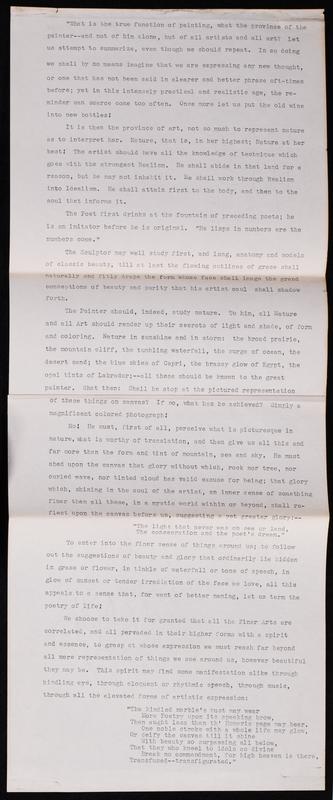 "What is the true function of painting, what the province of the
painter--and not of him alone, but of all artists and all art? Let
us attempt to summarize, even though we should repeat. In so doing
we shall by no means imagine that we are expressing any new thought,
or one that has not been said in clearer and better phrase oft-times
before; yet in this intensely practical and realistic age, the re-
minder can scarce come too often. Once more let us put the old wine
into new bottles!
It is then the province of art, not so much to represent nature
as to interpret her. Nature, that is, in her highest; Nature at her
best! The artist should have all the knowledge of technique which
goes with the strongest Realism. He shall abide in that land for a
reason, but he may not inhabit it. He shall work through Realism
into Idealism. He shall attain first to the body, and then to the
soul that informs it.
The Poet first drinks at the fountain of preceding poets; he
is an imitator before he is original. "He lisps in numbers ere the
numbers come."
The Sculptor may well study first, and long, anatomy and models
of classic beauty, till at last the flowing outlines of grace shall
naturally and fitly drape the form whose face shall image the grand
conceptions of beauty and purity that his artist soul shall shadow
forth.
The Painter should, indeed, study nature. To him, all Nature
and all Art should render up their secrets of light and shade, of form
and coloring. Nature in sunshine and in storm: the broad prairie,
the mountain cliff, the tumbling waterfall, the surge of ocean, the
desert sand; the blue skies of Capri, the brazen glow of Egypt, the
opal tints of Labrador;--all these should be known to the great
painter. What then: Shall he stop at the pictured representation
of these things on canvas? If so, what has he achieved? Simply a
magnificent colored photograph!
No! He must, first of all, perceive what is picturesque in
nature, what is worthy of translation, and then give us all this and
far more than the form and tint of mountain, sea and sky. He must
shed upon the canvas that glory without which, rock nor tree, nor
curled wave, nor tinted cloud has valid excuse for being; that glory
which, shining in the soul of the artist, an inner sense of something
finer than all these, in a mystic world within or beyond, shall re-
flect upon the canvas before us, suggesting a yet greater glory;--
"The light that never was on sea or land,
The consecration and the poet's dream."
To enter into the finer sense of things around us; to follow
out the suggestions of beauty and glory that ordinarily lie hidden
in grass or flower, in tinkle of waterfall or tone of speech, in
glow of sunset or tender irradiation of the face we love, all this
appeals to a sense that, for want of better naming, let us term the
poetry of life!
We choose to take it for granted that all the Finer Arts are
correlated, and all pervaded in their higher forms with a spirit
and essence, to grasp at whose expression we must reach far beyond
all mere representation of things we see around us, however beautiful
they may be. This spirit may find some manifestation alike through
kindling eye, through eloquent or rhythmic speech, through music,
through all the elevated forms of artistic expression:
"The kindled marble's bust may wear
More Poetry upon its speaking brow,
Than aught less than th' Homeric page may bear.
One noble stroke with a whole life may glow,
Or deify the canvas till it shine
With beauty so surpassing all below,
That they who kneel to idols so divine
Break no commandment, for high heaven is there,
Transfused--transfigurated."